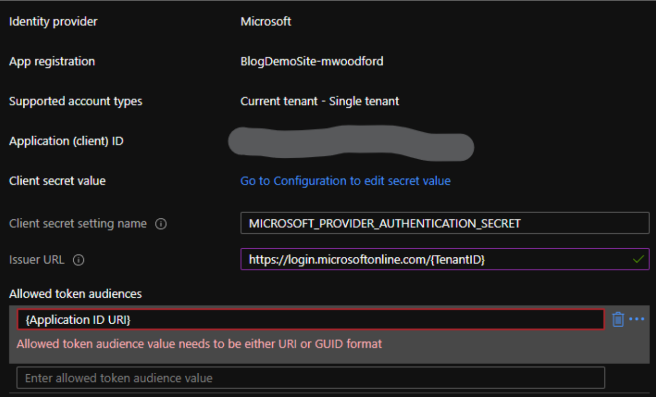 Identity provider Microsoft
App registration BlogDemoSite-mwoodford
Supported account types Current tenant - Single tenant
Application (client) ID
Client secret value Go to Configuration to edit secret value
Client secret setting name MICROSOFT_PROVIDER_AUTHENTICATION_SECRET
Issuer URL https://login.microsoftonline.com/{TenantID}
Allowed token audiences
{Application ID URI}
Allowed token audience value needs to be either URI or GUID format
Enter allowed token audience value